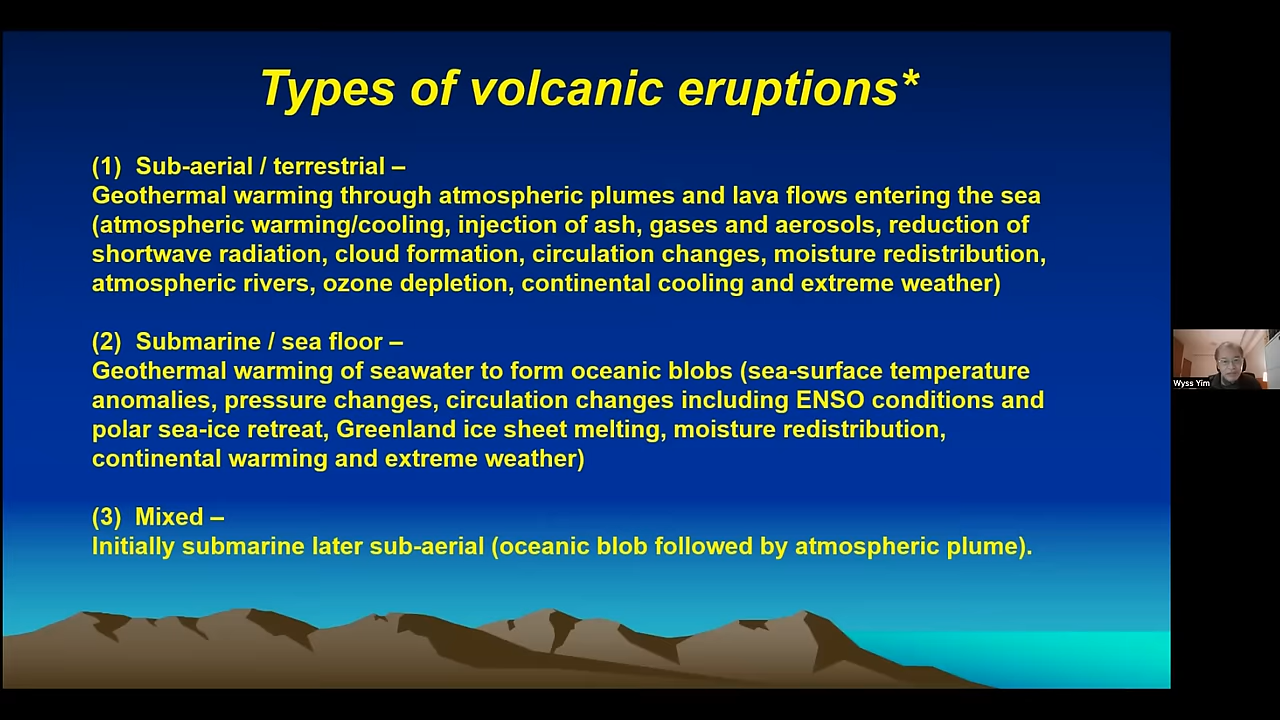 Types of volcanic eruptions*
(1) Sub-aerial / terrestrial –
Geothermal warming through atmospheric plumes and lava flows entering the sea
(atmospheric warming/cooling, injection of ash, gases and aerosols, reduction of
shortwave radiation, cloud formation, circulation changes, moisture redistribution,
atmospheric rivers, ozone depletion, continental cooling and extreme weather)
(2) Submarine / sea floor –
Geothermal warming of seawater to form oceanic blobs (sea-surface temperature
anomalies, pressure changes, circulation changes including ENSO conditions and
polar sea-ice retreat, Greenland ice sheet melting, moisture redistribution,
continental warming and extreme weather)
(3) Mixed –
Initially submarine later sub-aerial (oceanic blob followed by atmospheric plume).
Wyss Yim